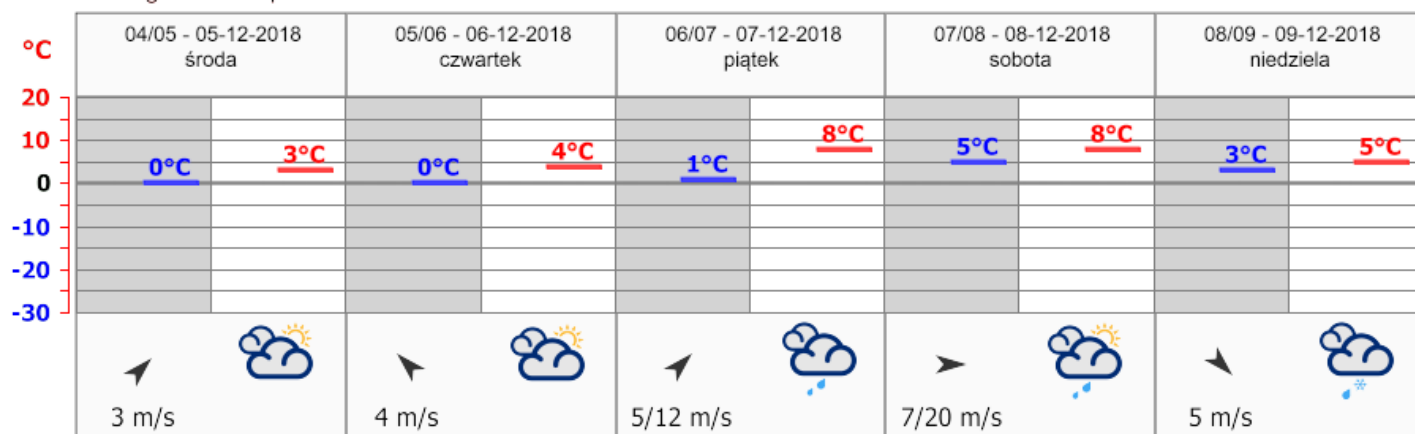 °C
04/05 - 05-12-2018
środa
05/06 - 06-12-2018
czwartek
06/07 - 07-12-2018
piątek
07/08 - 08-12-2018
sobota
08/09 - 09-12-2018
niedziela
20
10
0
-10
-20
-30
0°C 3°C 0°C 4°C 1°C 8°C 5°C 8°C 3°C 5°C
3 m/s 4 m/s 5/12 m/s 7/20 m/s 5 m/s